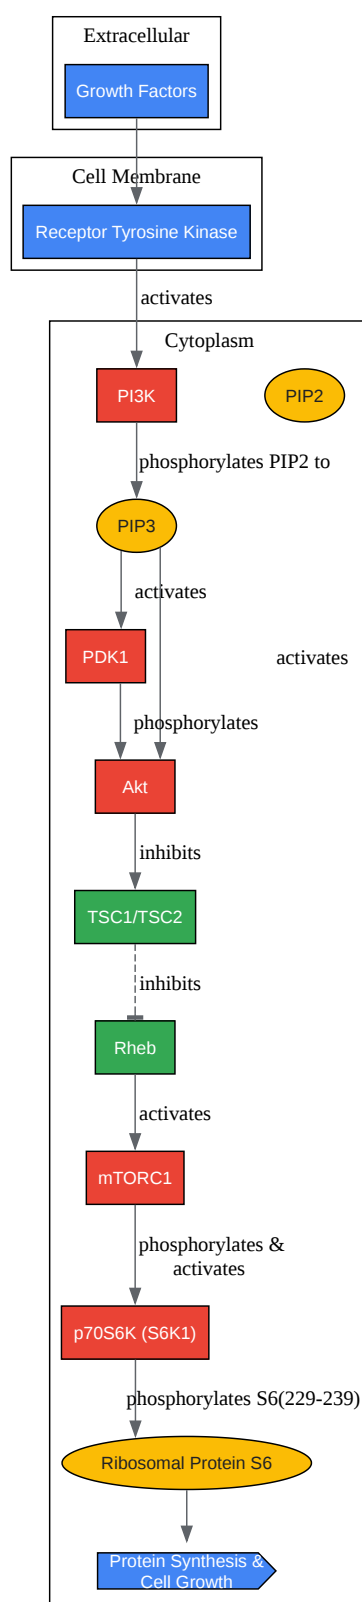 Extracellular
Growth Factors
Cell Membrane
Receptor Tyrosine Kinase
activates
Cytoplasm
PI3K
PIP2
phosphorylates PIP2 to
PIP3
activates
PDK1
activates
phosphorylates
Akt
inhibits
TSC1/TSC2
inhibits
Rheb
activates
mTORC1
phosphorylates &
activates
p70S6K (S6K1)
phosphorylates S6(229-239)
Ribosomal Protein S6
Protein Synthesis &
Cell Growth